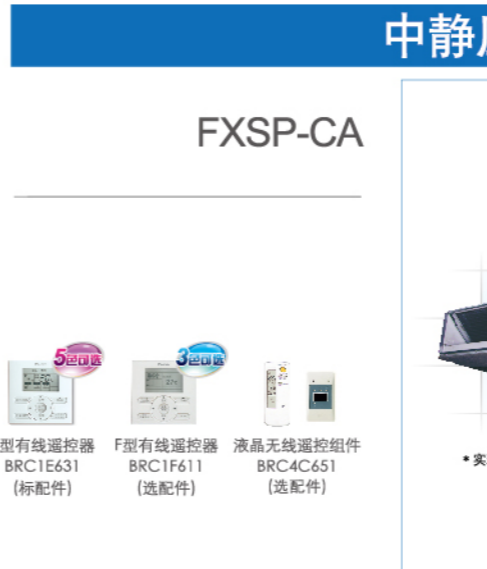 中静
FXSP-CA
5色可选
3色可选
型有线遥控器
BRC1E631
(标配件)
F型有线遥控器
BRC1F611
(选配件)
液晶无线遥控组件
BRC4C651
(选配件)
*实